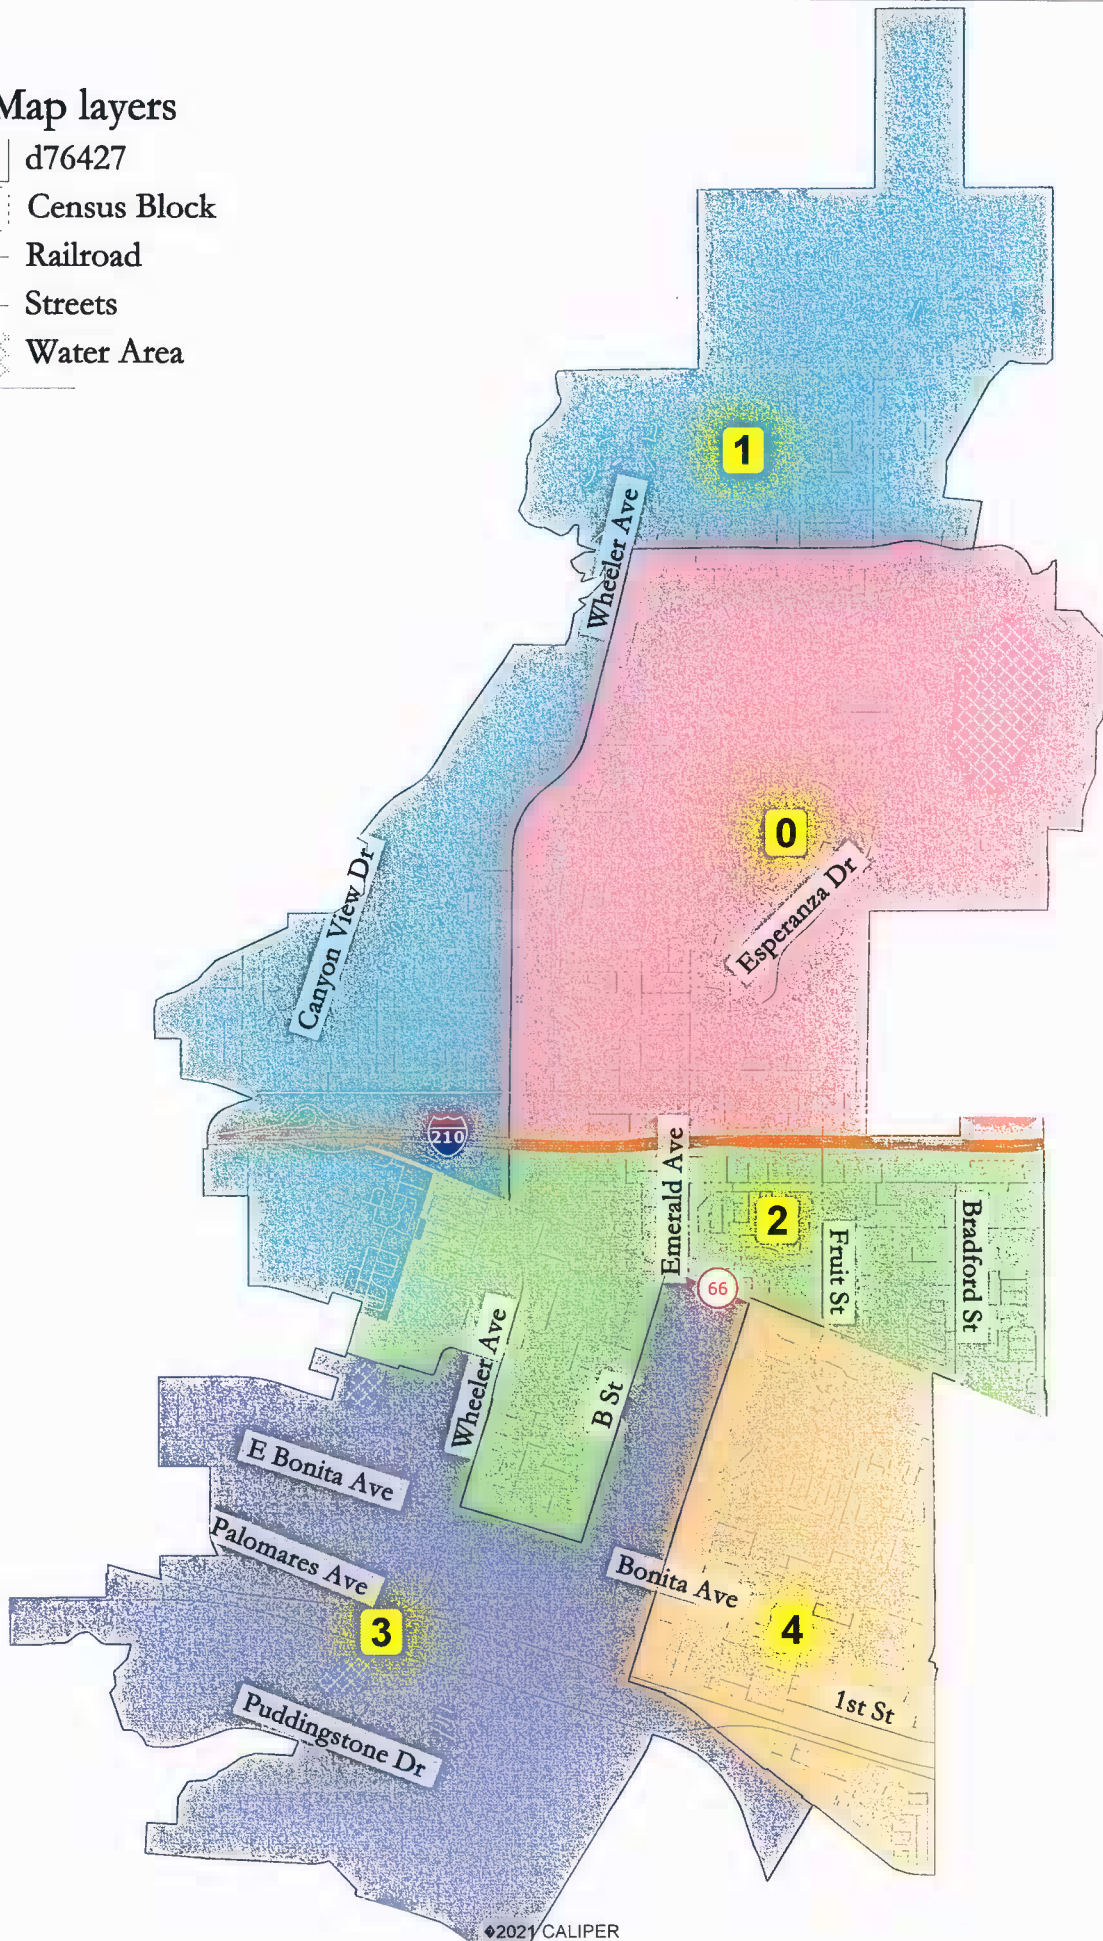 Map layers
d76427
Census Block
Railroad
Streets
Water Area
1
Wheeler Ave
0
Esperanza Dr
Canyon View Dr
210
Emerald Ave
2
Fruit St
Bradford St
66
Wheeler Ave
B St
E Bonita Ave
Palomares Ave
Bonita Ave
3
4
Puddingstone Dr
1st St
�2021 CALIPER